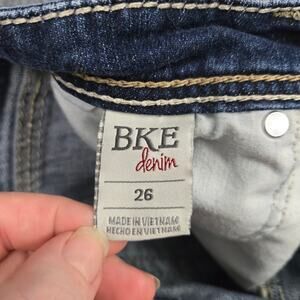 BKE
denim
26
MADE IN VIETNAM
HECHO EN VIETNAM